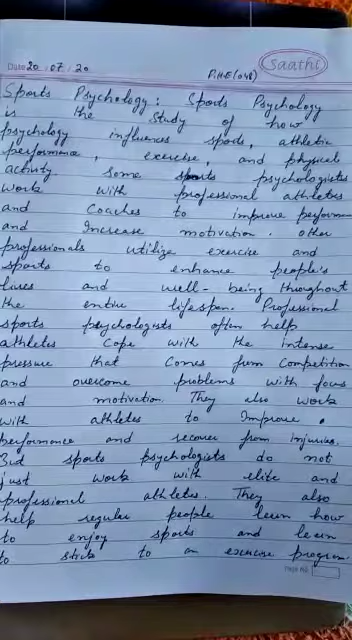 Date 20 / 07 / 20
P.H.E (048)
Saathi
Sports Psychology : Sports Psychology
is the study of how
psychology influences spods, athletic
performance, exercise, and physical
activity. Some sports psychologists
work with professional athletes
and Coaches to improve perform
and Increase motivation. other
professionals utilize exercise and
sports to enhance people's
lives and well-being throughout
the entire lifespan. Professional
sports psychologists often help
athletes Cope with the intense
pressure that comes from Competition
and overcome problems with focus
and motivation. They also work
with athletes to Improve
performance and recover from injuries.
But sports psychologists do not
just work with elite and
professional athletes. They also
help regular people learn how
to enjoy sports and learn
to stick to an exercise program.
Page No.